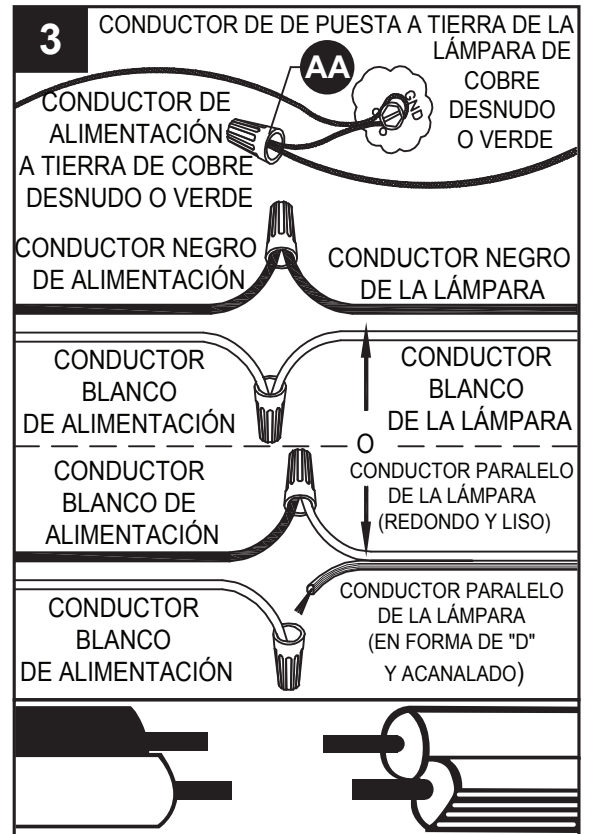 3
CONDUCTOR DE DE PUESTA A TIERRA DE LA
LÁMPARA DE
COBRE
DESNUDO
O VERDE
AA
GND
CONDUCTOR DE
ALIMENTACIÓN
A TIERRA DE COBRE
DESNUDO O VERDE
CONDUCTOR NEGRO
DE ALIMENTACIÓN
CONDUCTOR NEGRO
DE LA LÁMPARA
CONDUCTOR
BLANCO
DE ALIMENTACIÓN
CONDUCTOR
BLANCO
DE LA LÁMPARA
O
CONDUCTOR
BLANCO DE
ALIMENTACIÓN
CONDUCTOR PARALELO
DE LA LÁMPARA
(REDONDO Y LISO)
CONDUCTOR
BLANCO
DE ALIMENTACIÓN
CONDUCTOR PARALELO
DE LA LÁMPARA
(EN FORMA DE "D"
Y ACANALADO)